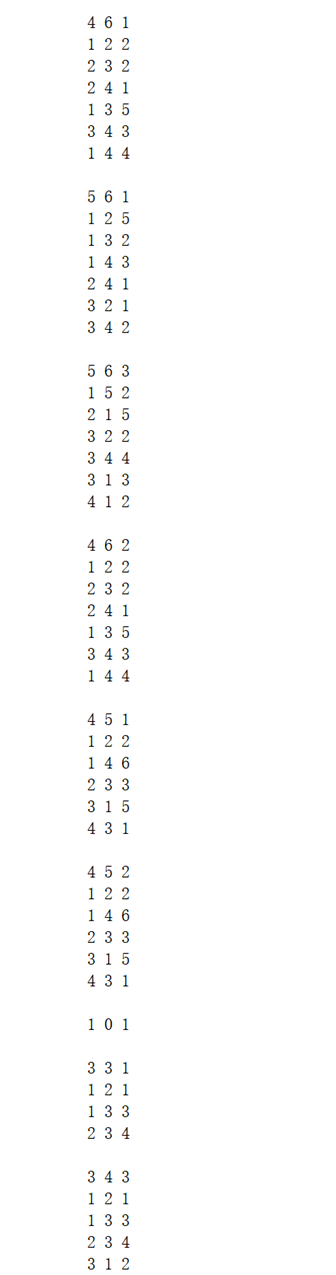 4 6 1
1 2 2
2 3 2
2 4 1
1 3 5
3 4 3
1 4 4

5 6 1
1 2 5
1 3 2
1 4 3
2 4 1
3 2 1
3 4 2

5 6 3
1 5 2
2 1 5
3 2 2
3 4 4
3 1 3
4 1 2

4 6 2
1 2 2
2 3 2
2 4 1
1 3 5
3 4 3
1 4 4

4 5 1
1 2 2
1 4 6
2 3 3
3 1 5
4 3 1

4 5 2
1 2 2
1 4 6
2 3 3
3 1 5
4 3 1

1 0 1

3 3 1
1 2 1
1 3 3
2 3 4

3 4 3
1 2 1
1 3 3
2 3 4
3 1 2